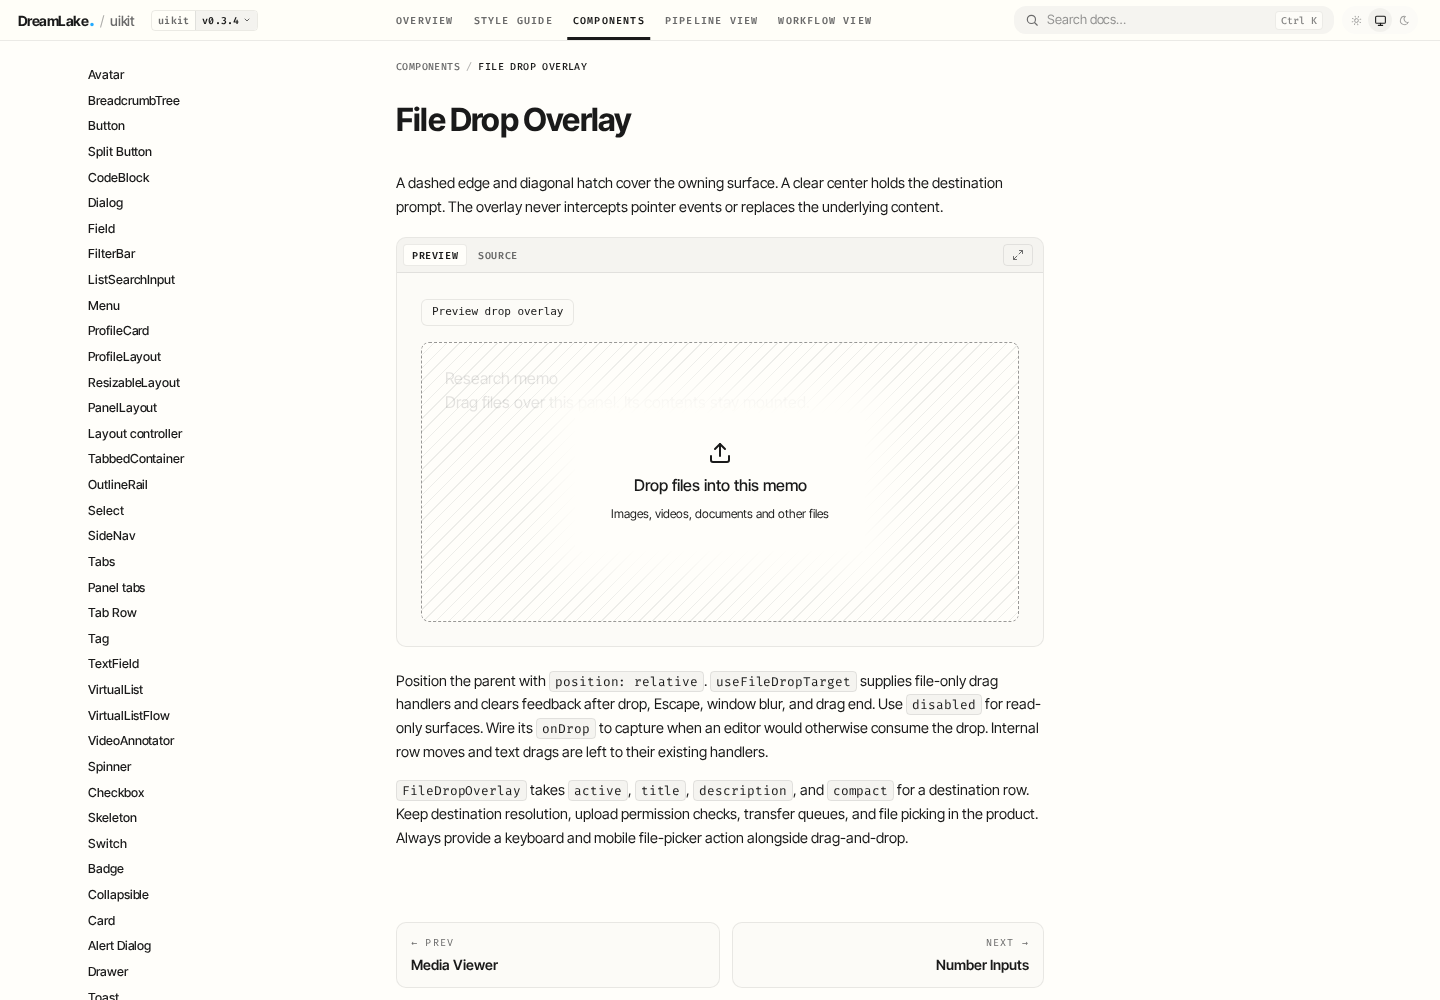 DreamLake. / uikit
uikit v0.3.4
OVERVIEW STYLE GUIDE COMPONENTS PIPELINE VIEW WORKFLOW VIEW
Search docs... Ctrl K
Avatar
BreadcrumbTree
Button
Split Button
CodeBlock
Dialog
Field
FilterBar
ListSearchInput
Menu
ProfileCard
ProfileLayout
ResizableLayout
PanelLayout
Layout controller
TabbedContainer
OutlineRail
Select
SideNav
Tabs
Panel tabs
Tab Row
Tag
TextField
VirtualList
VirtualListFlow
VideoAnnotator
Spinner
Checkbox
Skeleton
Switch
Badge
Collapsible
Card
Alert Dialog
Drawer
Toast
COMPONENTS / FILE DROP OVERLAY
File Drop Overlay
A dashed edge and diagonal hatch cover the owning surface. A clear center holds the destination
prompt. The overlay never intercepts pointer events or replaces the underlying content.
PREVIEW SOURCE
Preview drop overlay
Research memo
Drag files over this panel. Its contents stay mounted.
Drop files into this memo
Images, videos, documents and other files
Position the parent with position: relative. useFileDropTarget supplies file-only drag
handlers and clears feedback after drop, Escape, window blur, and drag end. Use disabled for read-
only surfaces. Wire its onDrop to capture when an editor would otherwise consume the drop. Internal
row moves and text drags are left to their existing handlers.
FileDropOverlay takes active, title, description, and compact for a destination row.
Keep destination resolution, upload permission checks, transfer queues, and file picking in the product.
Always provide a keyboard and mobile file-picker action alongside drag-and-drop.
← PREV
Media Viewer
NEXT →
Number Inputs